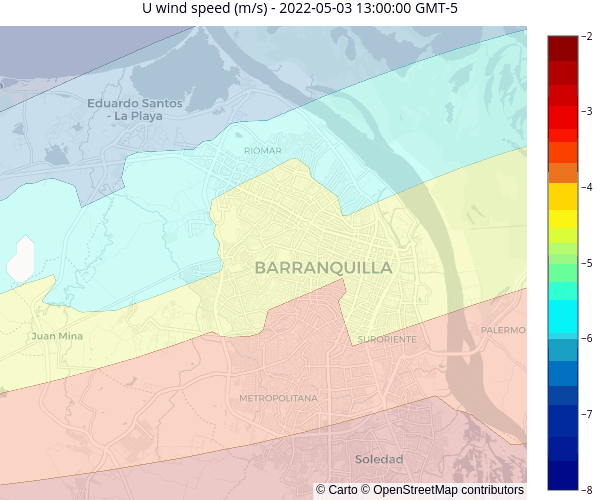 U wind speed (m/s) - 2022-05-03 13:00:00 GMT-5
−2
Eduardo Santos
- La Playa
RIOMAR
−3
−4
BARRANQUILLA
−5
Juan Mina
SURORIENTE
PALERMO
−6
METROPOLITANA
−7
Soledad
© Carto © OpenStreetMap contributors
−8